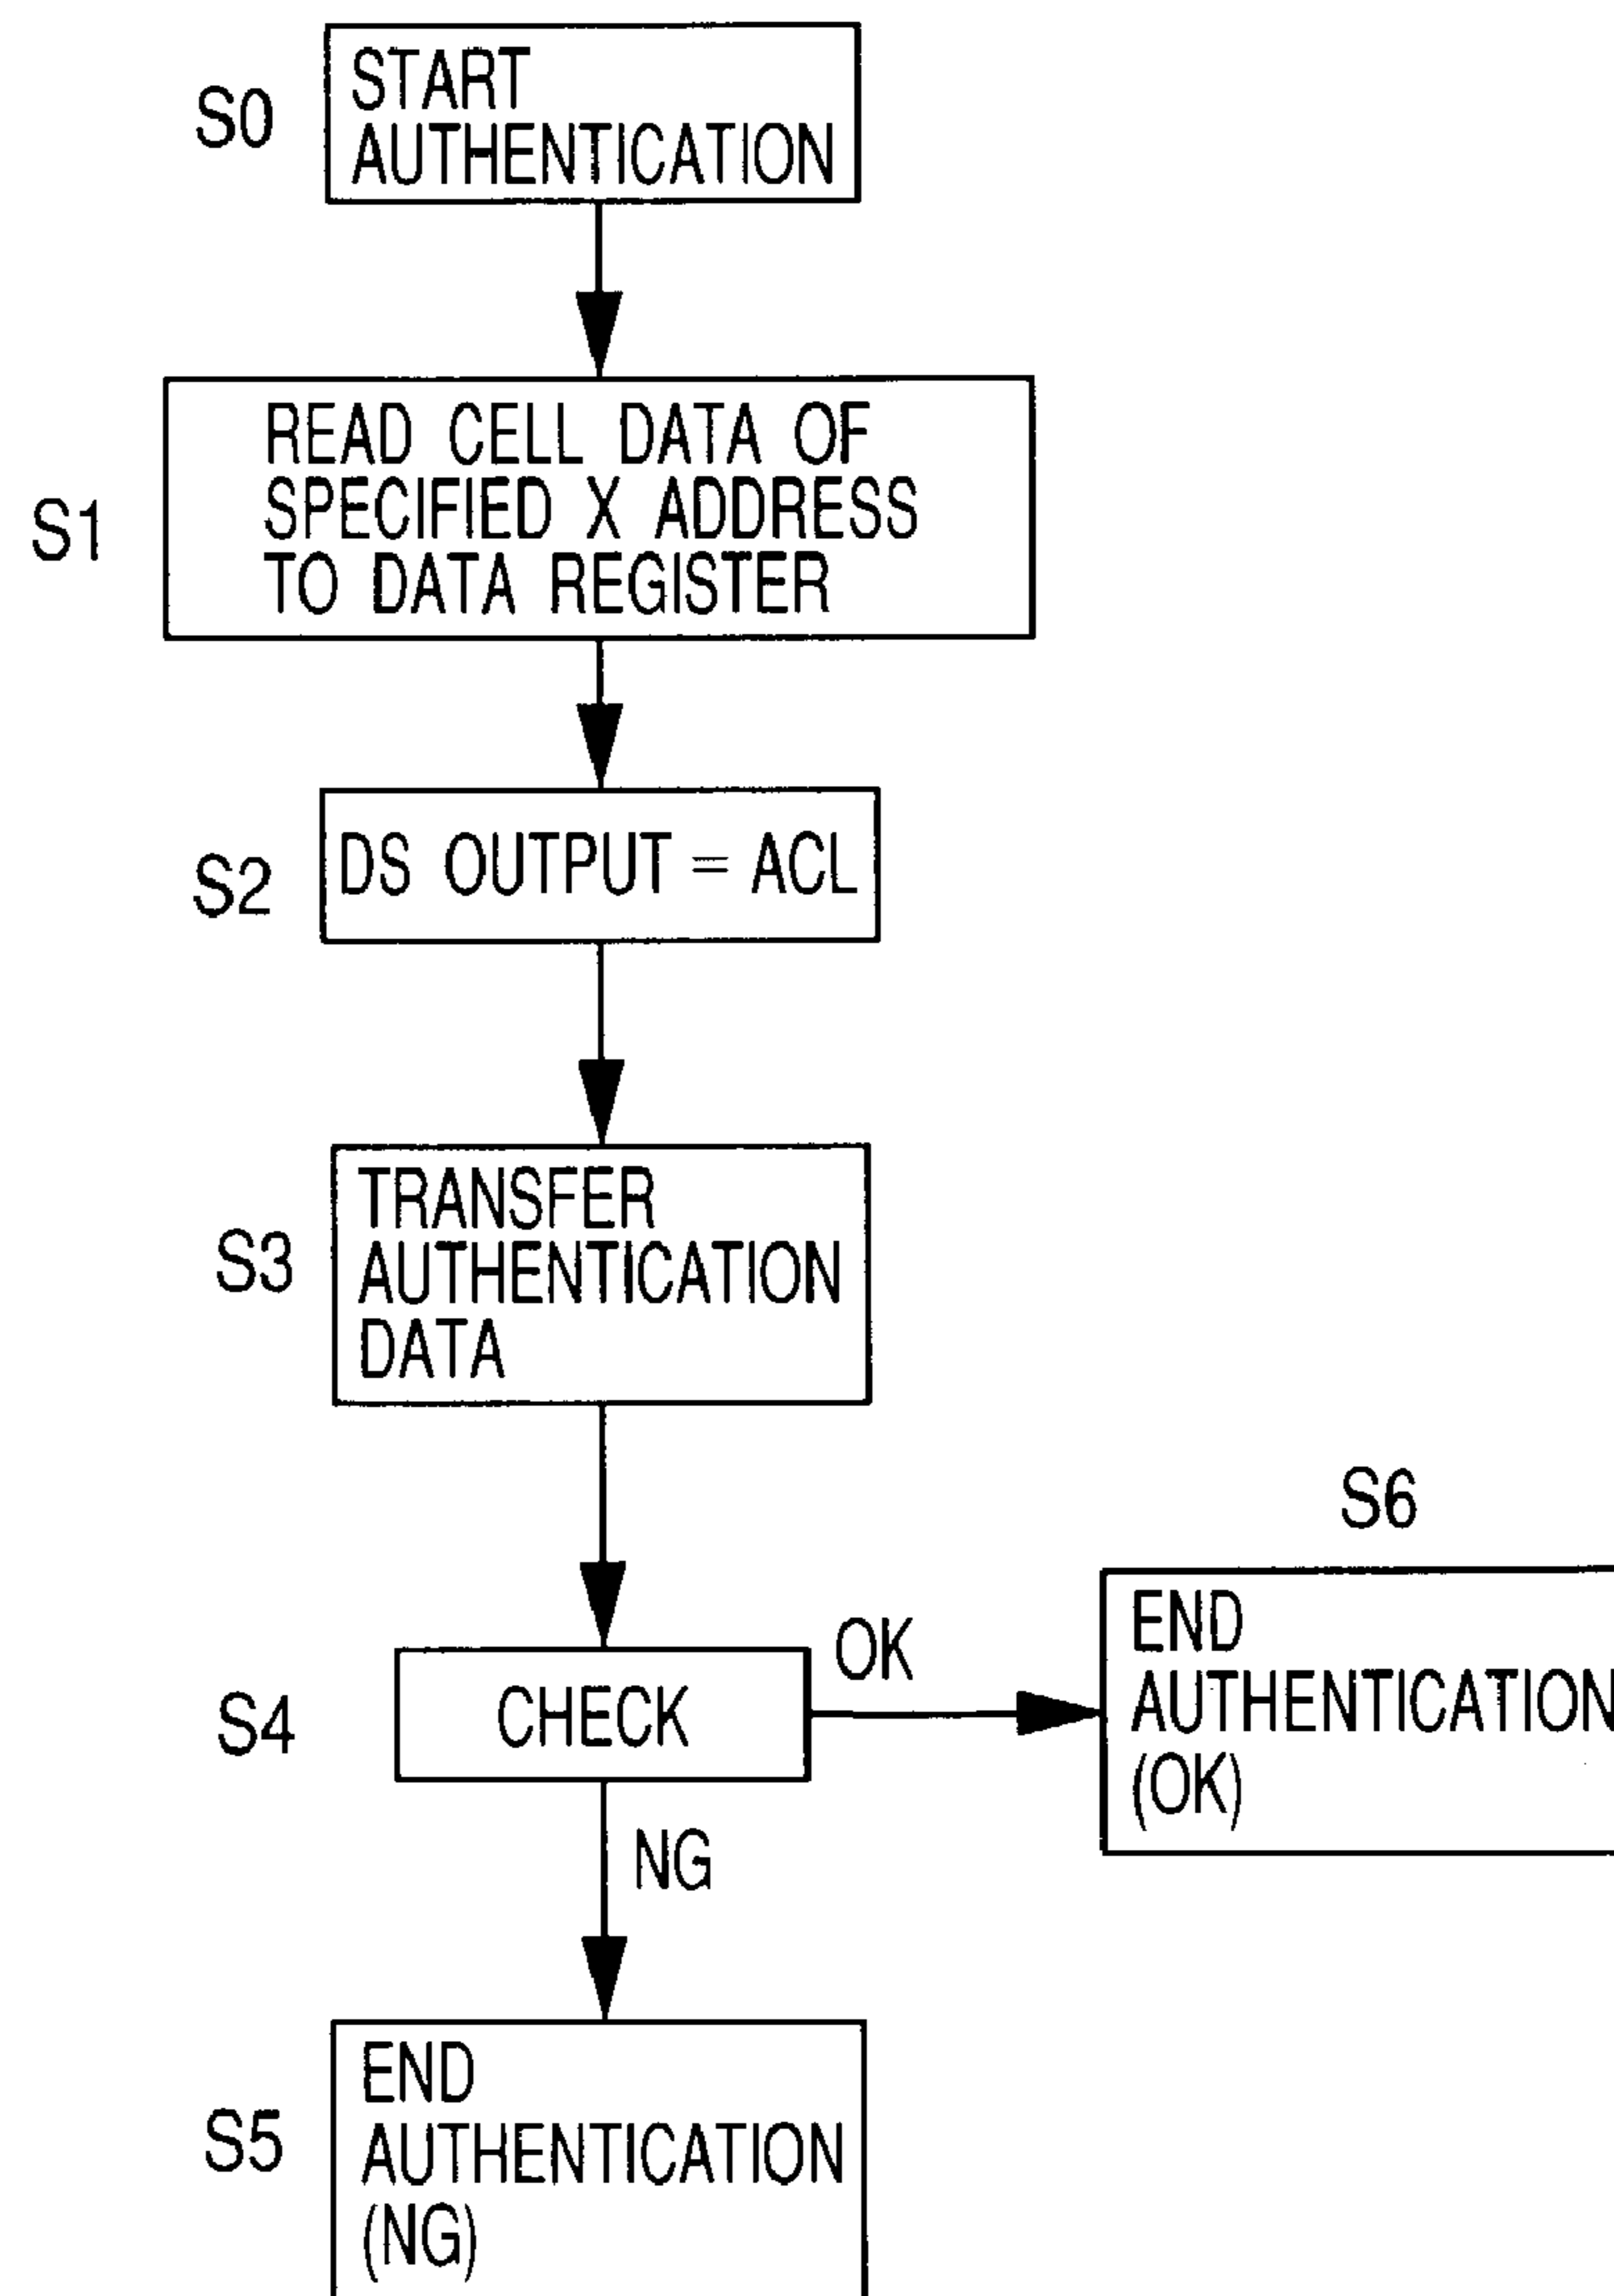 S0
START
AUTHENTICATION
S1
READ CELL DATA OF
SPECIFIED X ADDRESS
TO DATA REGISTER
S2
DS OUTPUT = ACL
S3
TRANSFER
AUTHENTICATION
DATA
S4
CHECK
OK
S6
END
AUTHENTICATION
(OK)
NG
S5
END
AUTHENTICATION
(NG)